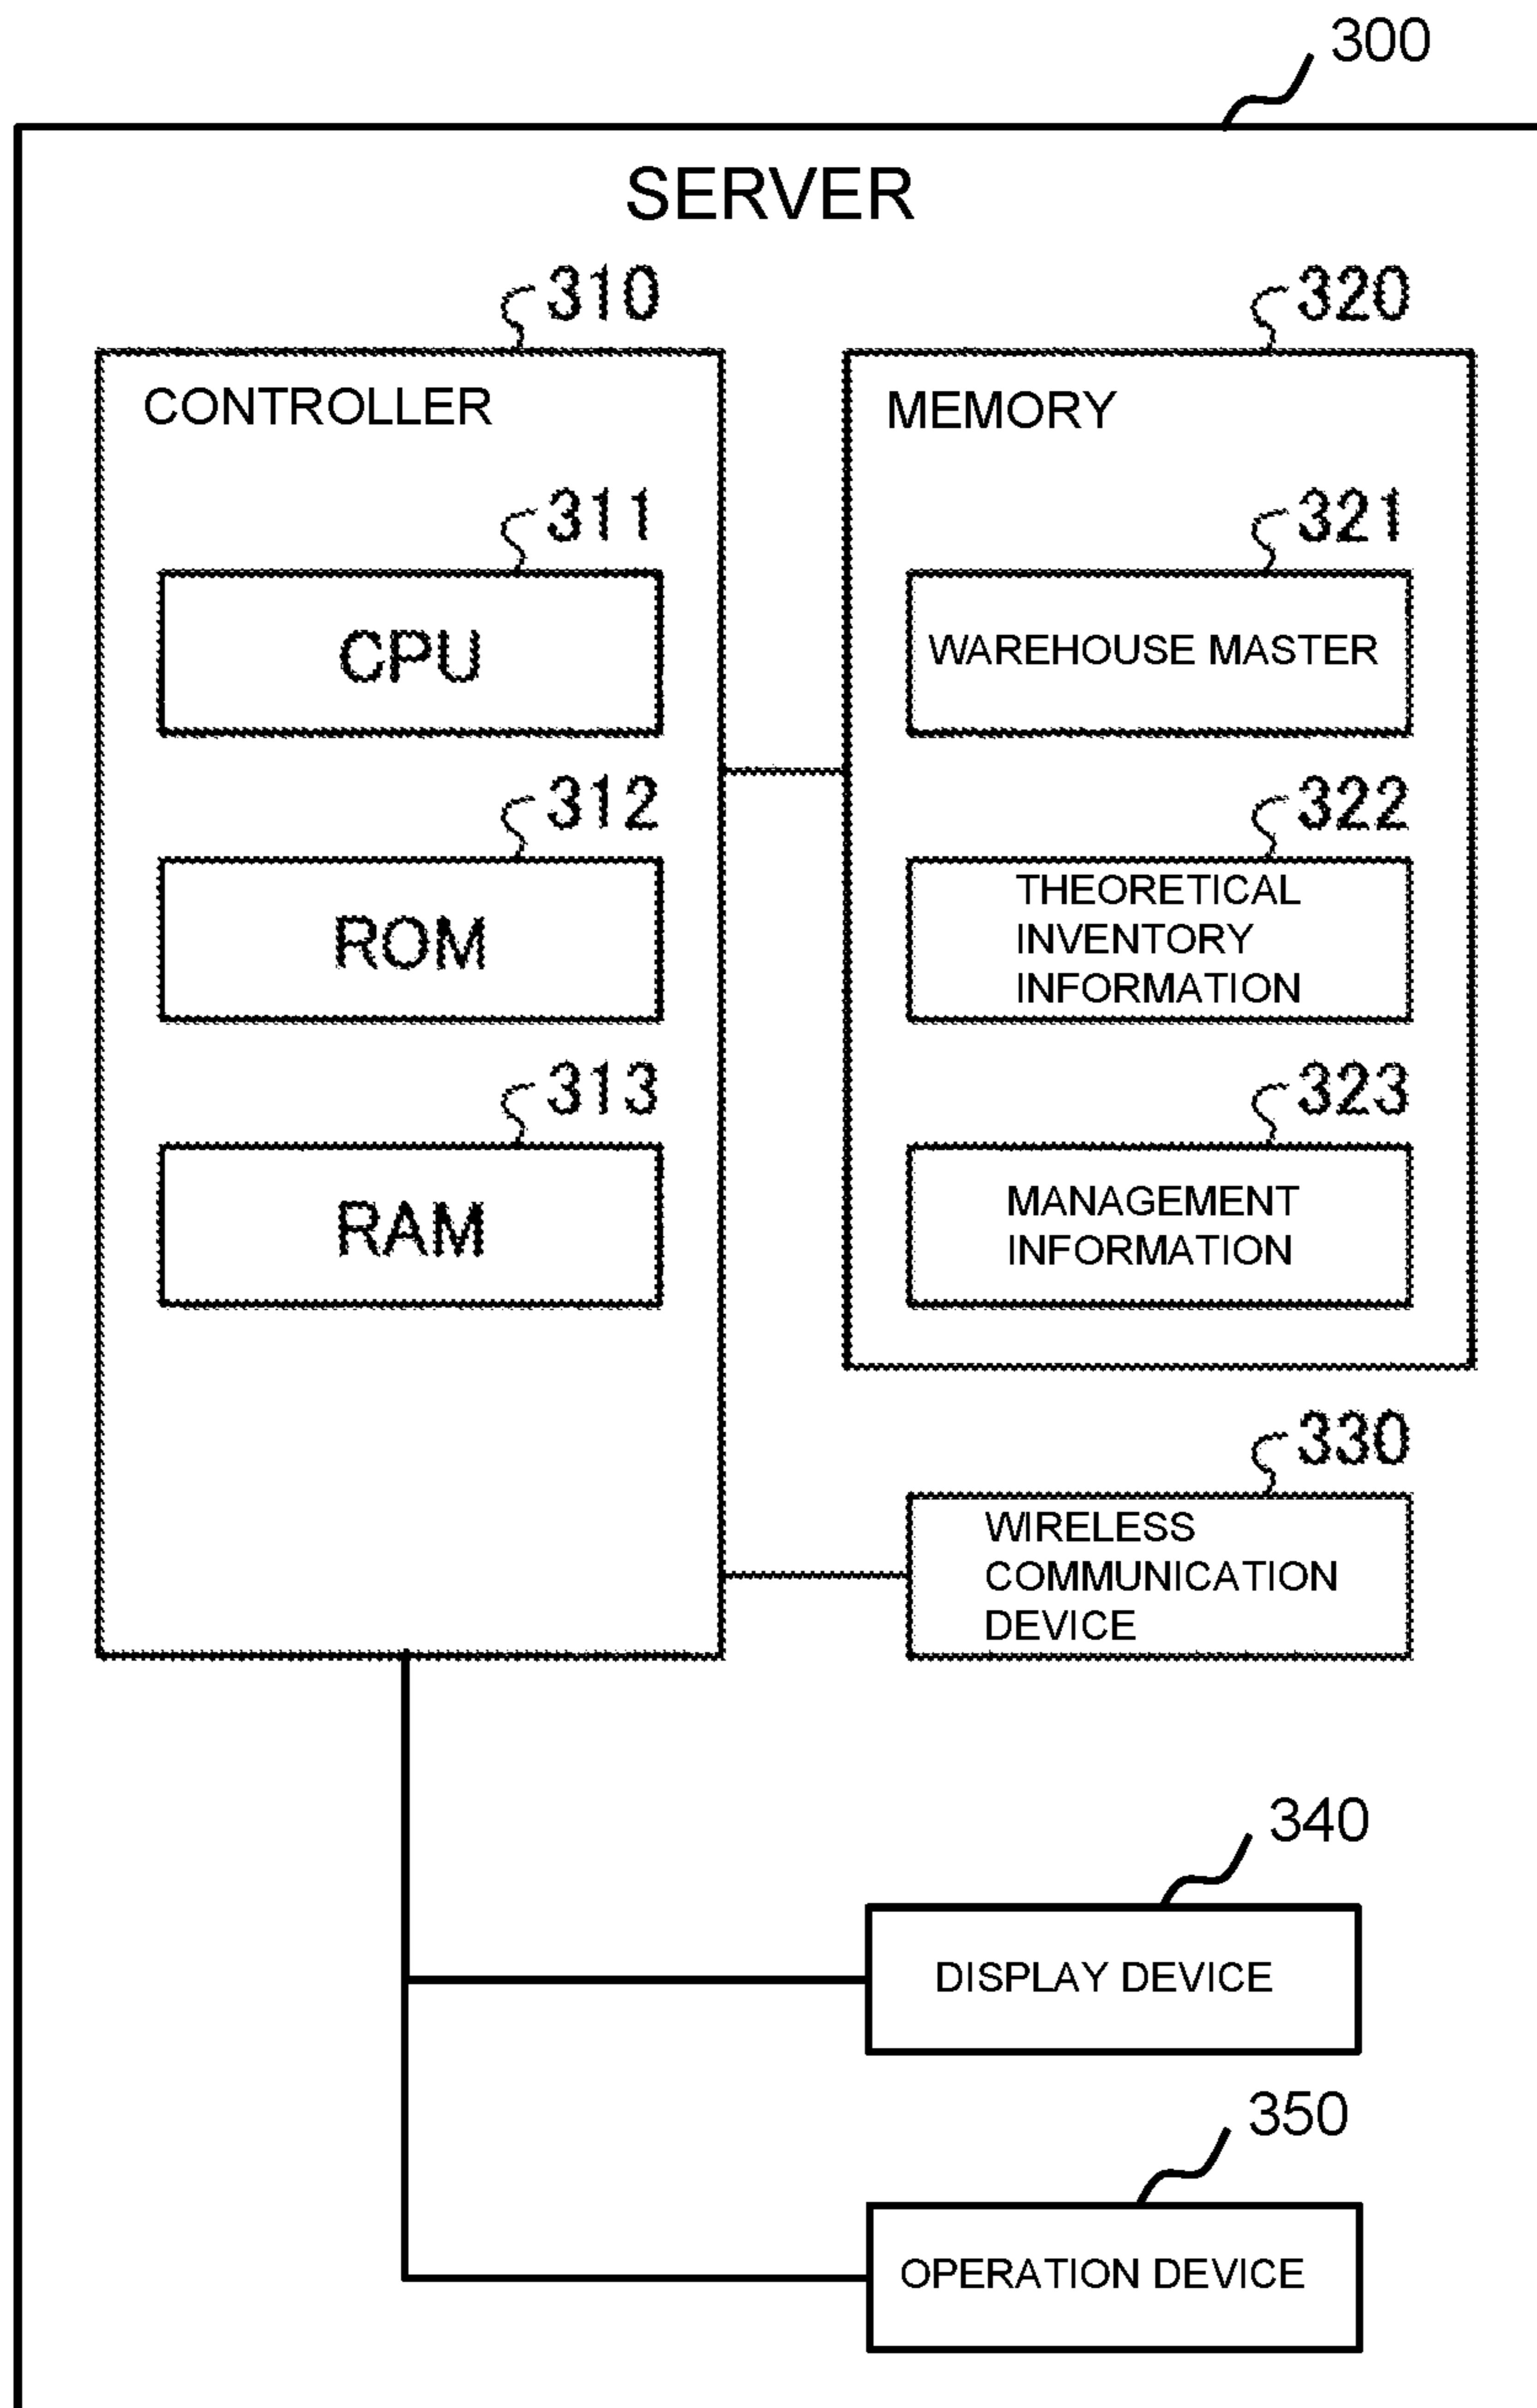 300
SERVER
310
320
CONTROLLER
MEMORY
311
321
CPU
WAREHOUSE MASTER
312
322
ROM
THEORETICAL
INVENTORY
INFORMATION
313
323
RAM
MANAGEMENT
INFORMATION
330
WIRELESS
COMMUNICATION
DEVICE
340
DISPLAY DEVICE
350
OPERATION DEVICE